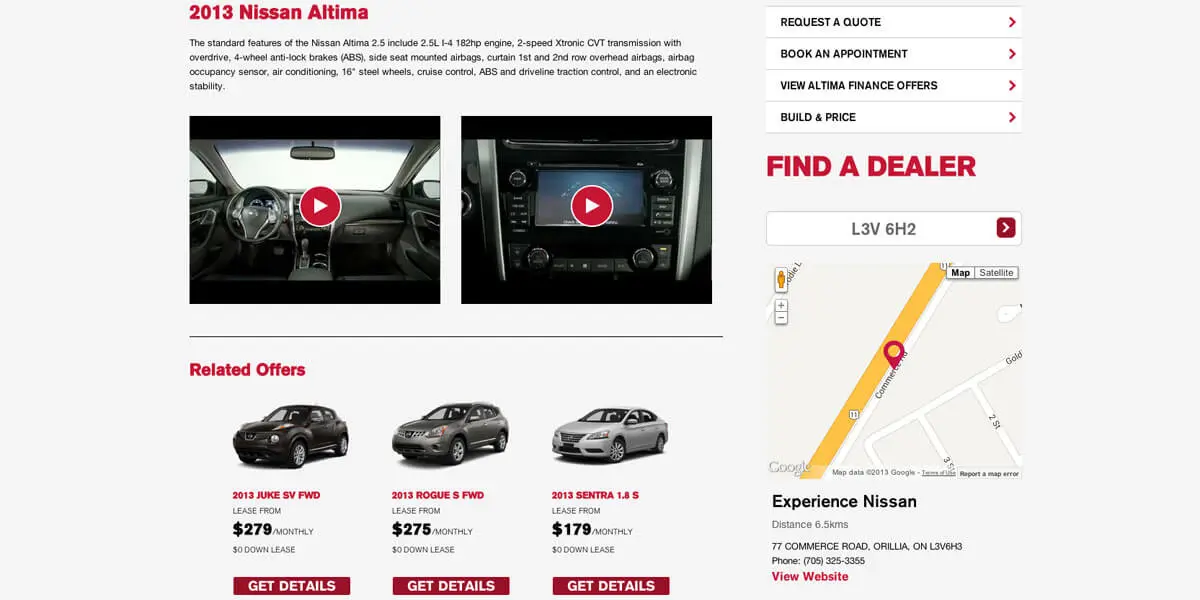 2013 Nissan Altima
The standard features of the Nissan Altima 2.5 include 2.5L I-4 182hp engine, 2-speed Xtronic CVT transmission with
overdrive, 4-wheel anti-lock brakes (ABS), side seat mounted airbags, curtain 1st and 2nd row overhead airbags, airbag
occupancy sensor, air conditioning, 16" steel wheels, cruise control, ABS and driveline traction control, and an electronic
stability.
Related Offers
2013 JUKE SV FWD
LEASE FROM
$279/MONTHLY
$0 DOWN LEASE
GET DETAILS
2013 ROGUE S FWD
LEASE FROM
$275/MONTHLY
$0 DOWN LEASE
GET DETAILS
2013 SENTRA 1.8 S
LEASE FROM
$179/MONTHLY
$0 DOWN LEASE
GET DETAILS
REQUEST A QUOTE
BOOK AN APPOINTMENT
VIEW ALTIMA FINANCE OFFERS
BUILD & PRICE
FIND A DEALER
L3V 6H2
Map Satellite
11
Commerce Rd
Gold
2 St
3 S
11
Google
Map data ©2013 Google - Terms of Use Report a map error
Experience Nissan
Distance 6.5kms
77 COMMERCE ROAD, ORILLIA, ON L3V6H3
Phone: (705) 325-3355
View Website